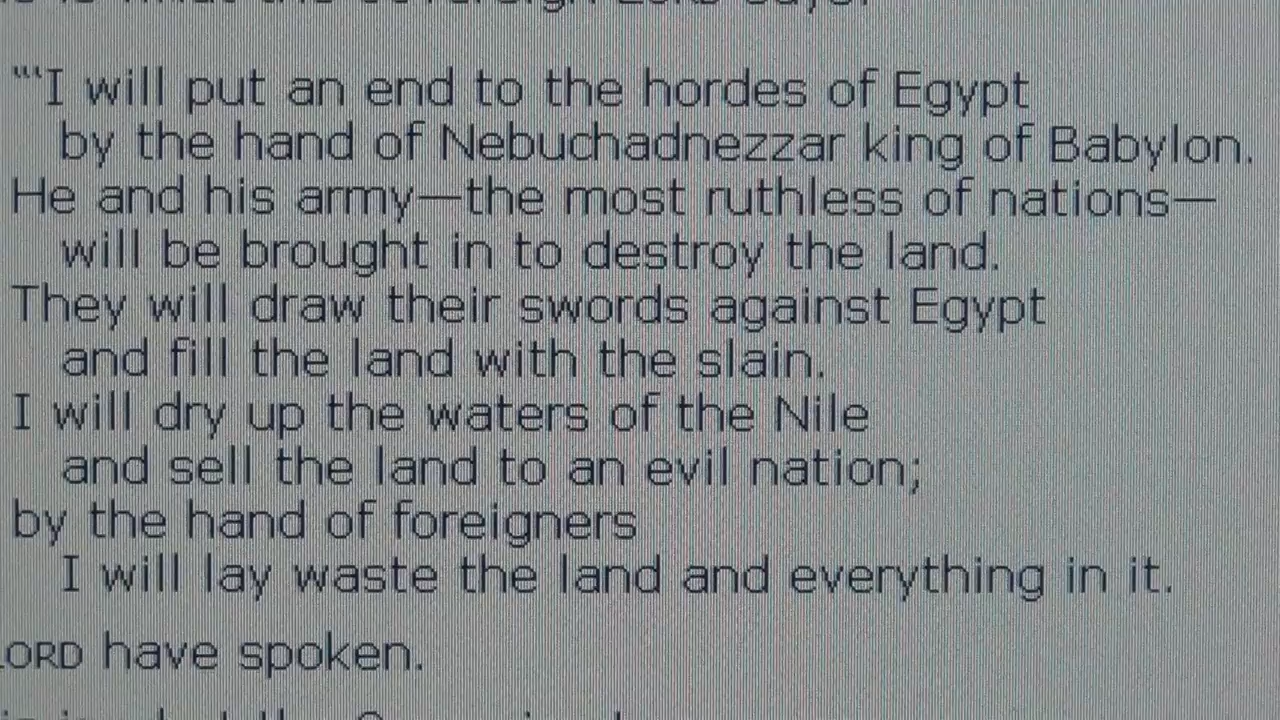 "'I will put an end to the hordes of Egypt
by the hand of Nebuchadnezzar king of Babylon.
He and his army—the most ruthless of nations—
will be brought in to destroy the land.
They will draw their swords against Egypt
and fill the land with the slain.
I will dry up the waters of the Nile
and sell the land to an evil nation;
by the hand of foreigners
I will lay waste the land and everything in it.
LORD have spoken.